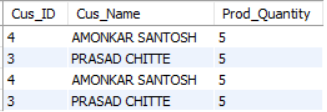 Cus_ID Cus_Name Prod_Quantity
4 AMONKAR SANTOSH 5
3 PRASAD CHITTE 5
4 AMONKAR SANTOSH 5
3 PRASAD CHITTE 5